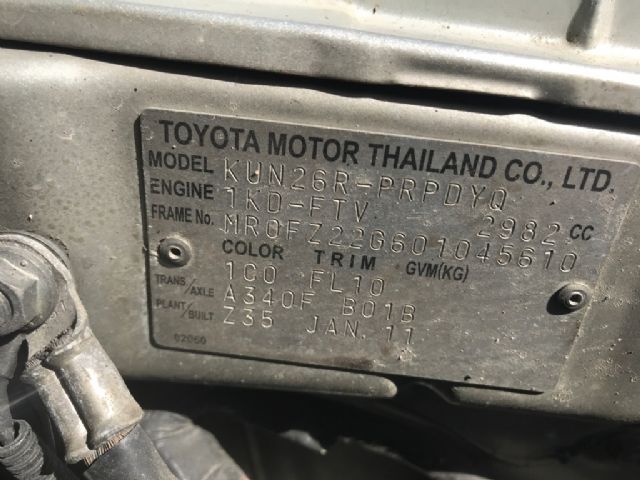 TOYOTA MOTOR THAILAND CO., LTD.
MODEL KUN26R-PRPDYQ
ENGINE 1KD-FTV 2982 CC
FRAME No. MR0FZ22G601045610
COLOR TRIM GVM(KG)
1C0 FL10
TRANS/AXLE A340F B01B
PLANT/BUILT Z35 JAN. 11
02060